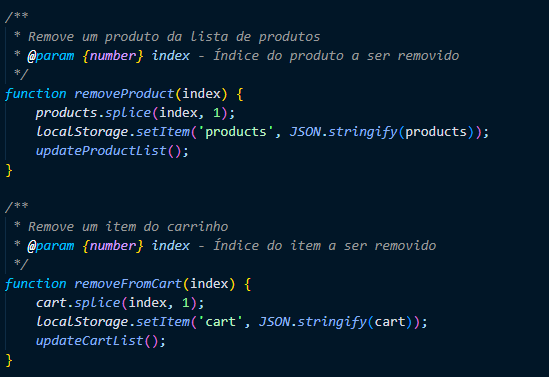 /**
 * Remove um produto da lista de produtos
 * @param {number} index - Índice do produto a ser removido
 */
function removeProduct(index) {
    products.splice(index, 1);
    localStorage.setItem('products', JSON.stringify(products));
    updateProductList();
}

/**
 * Remove um item do carrinho
 * @param {number} index - Índice do item a ser removido
 */
function removeFromCart(index) {
    cart.splice(index, 1);
    localStorage.setItem('cart', JSON.stringify(cart));
    updateCartList();
}